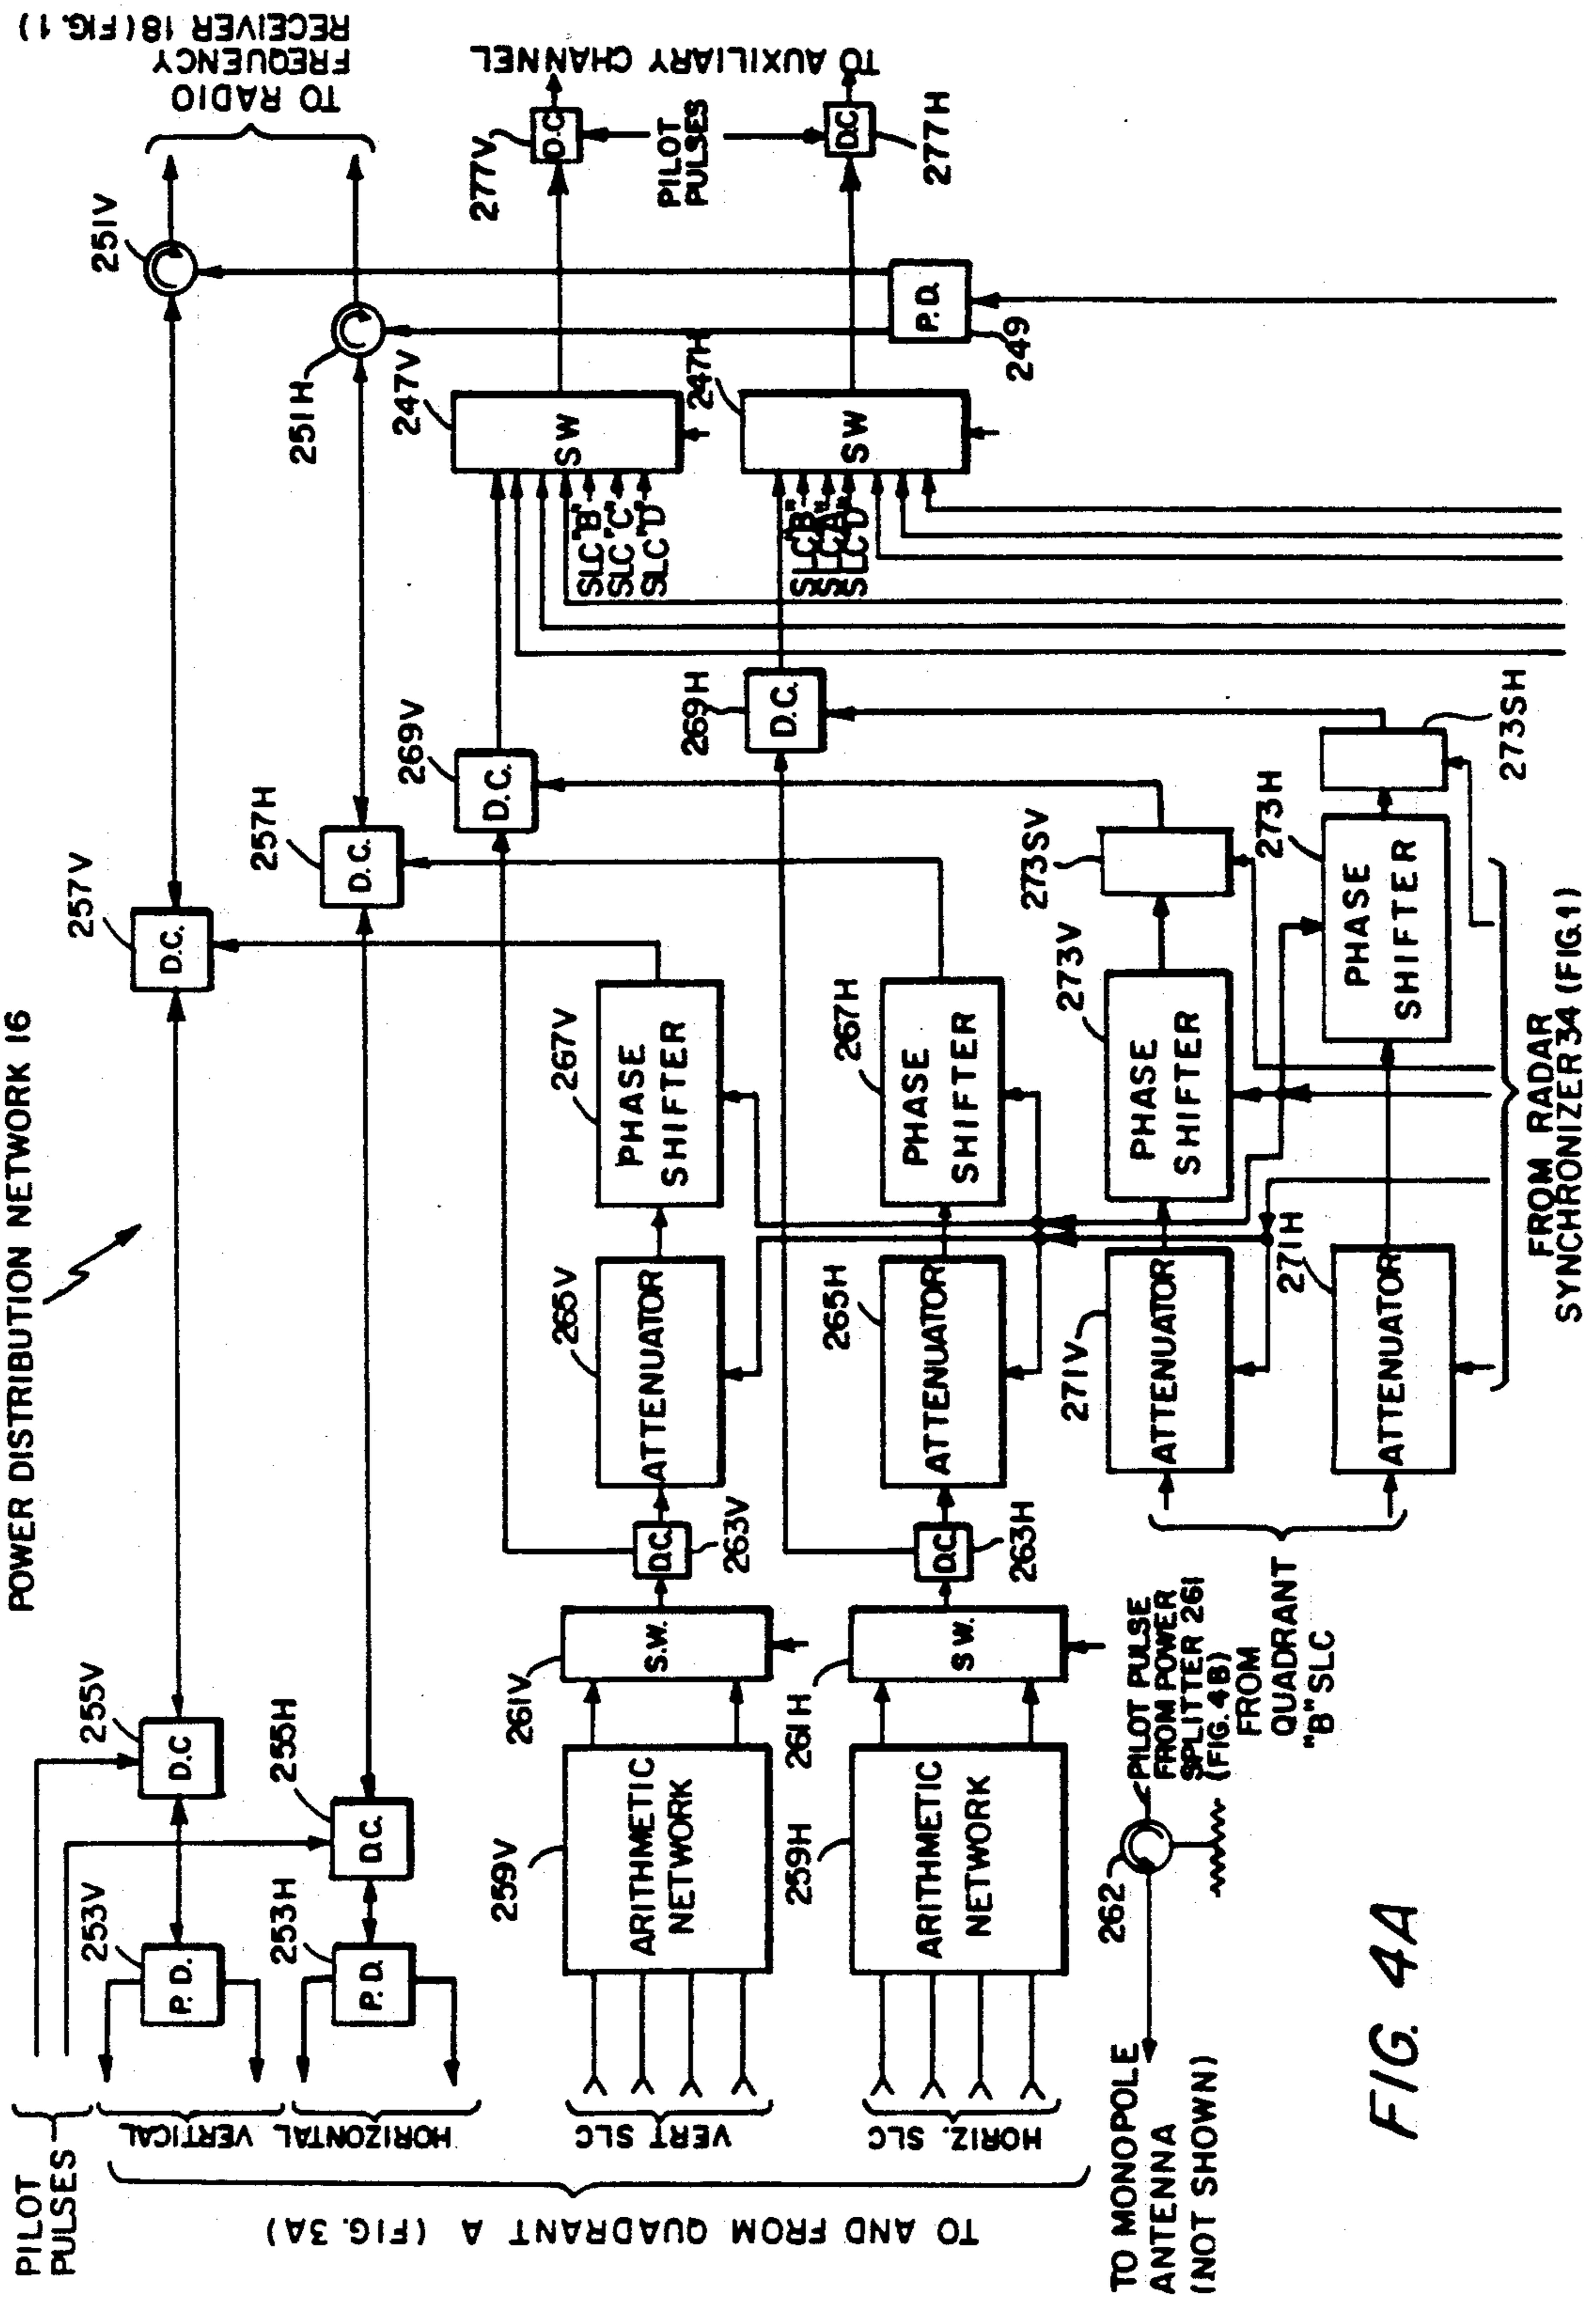 POWER DISTRIBUTION NETWORK 16
PILOT
PULSES
VERTICAL
HORIZONTAL
VERT SLC
HORIZ. SLC
TO AND FROM QUADRANT A (FIG. 3A)
253V
P.D.
255V
D.C
257V
D.C.
251V
TO RADIO
FREQUENCY
RECEIVER 18 (FIG. 1)
253H
P.D.
255H
D.C.
257H
D.C.
251H
269V
D.C.
247V
SW
SLC "B"
SLC "C"
SLC "D"
277V
D.C
PILOT
PULSES
TO AUXILIARY CHANNEL
259V
ARITHMETIC
NETWORK
261V
S.W.
D.C.
263V
265V
ATTENUATOR
267V
PHASE
SHIFTER
269H
D.C.
247H
SW
SLC"B"
SLC"A"
SLC"D"
D.C
277H
P.D.
249
259H
ARITHMETIC
NETWORK
261H
SW.
D.C.
263H
265H
ATTENUATOR
267H
PHASE
SHIFTER
271V
ATTENUATOR
273V
PHASE
SHIFTER
273SV
271H
ATTENUATOR
273H
PHASE
SHIFTER
273SH
262
PILOT PULSE
FROM POWER
SPLITTER 261
(FIG. 4B)
FROM
QUADRANT
"B" SLC
TO MONOPOLE
ANTENNA
(NOT SHOWN)
FROM RADAR
SYNCHRONIZER 34 (FIG.1)
FIG. 4A